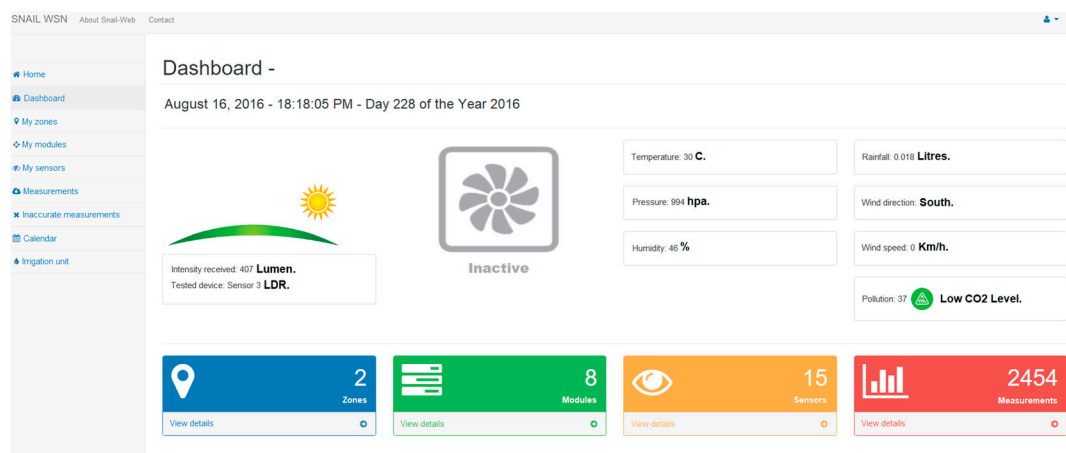 SNAIL WSN About Snail-Web Contact
Home
Dashboard
My zones
My modules
My sensors
Measurements
Inaccurate measurements
Calendar
Irrigation unit
Dashboard -
August 16, 2016 - 18:18:05 PM - Day 228 of the Year 2016
Intensity received: 407 Lumen.
Tested device: Sensor 3 LDR.
Inactive
Temperature: 30 C.
Pressure: 994 hpa.
Humidity: 46 %
Rainfall: 0.018 Litres.
Wind direction: South.
Wind speed: 0 Km/h.
Pollution: 37 Low CO2 Level.
2
Zones
View details
8
Modules
View details
15
Sensors
View details
2454
Measurements
View details